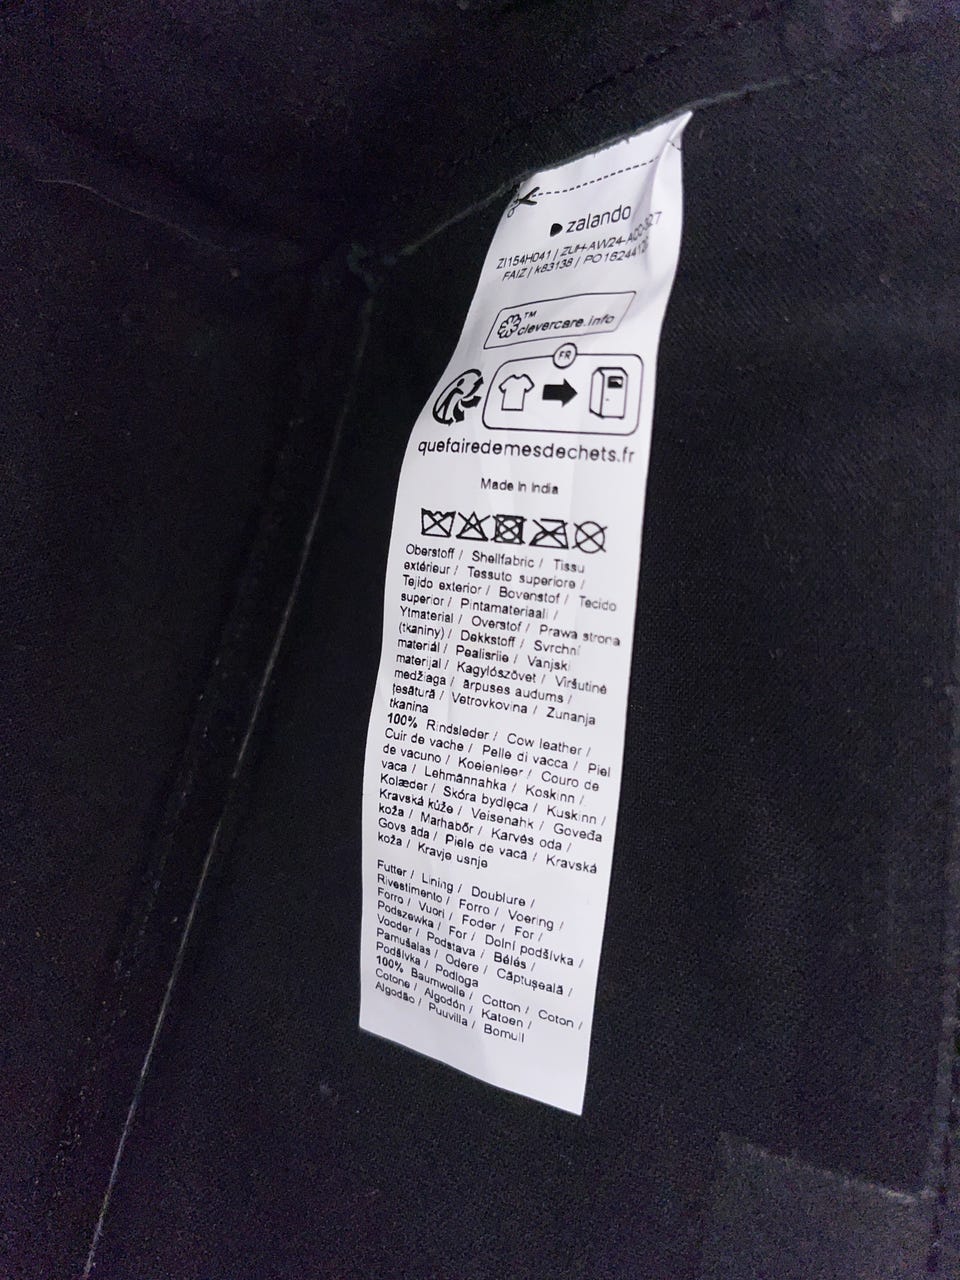 zalando
ZI154H041 | ZUH-AW24-ACC-327
FAIZ | k83138 | PO16244
TM
clevercare.info
FR
quefairedemesdechets.fr
Made in India
Oberstoff / Shellfabric / Tissu
extérieur / Tessuto superiore /
Tejido exterior / Bovenstof / Tecido
superior / Pintamateriaali /
Ytmaterial / Overstof / Prawa strona
(tkaniny) / Dekkstoff / Svrchní
materiál / Pealisriie / Vanjski
materijal / Kagylószövet / Viršutinė
medžiaga / ārpuses audums /
țesătură / Vetrovkovina / Zunanja
tkanina
100% Rindsleder / Cow leather /
Cuir de vache / Pelle di vacca / Piel
de vacuno / Koeienleer / Couro de
vaca / Lehmännahka / Koskinn /
Kolæder / Skóra bydlęca / Kuskinn /
Kravská kůže / Veisenahk / Goveđa
koža / Marhabőr / Karvės oda /
Govs āda / Piele de vacă / Kravská
koža / Kravje usnje
Futter / Lining / Doublure /
Rivestimento / Forro / Voering /
Forro / Vuori / Foder / For /
Podszewka / For / Dolní podšívka /
Vooder / Podstava / Bélés /
Pamušalas / Odere / Căptușeală /
Podšívka / Podloga
100% Baumwolle / Cotton / Coton /
Cotone / Algodón / Katoen /
Algodão / Puuvilla / Bomull